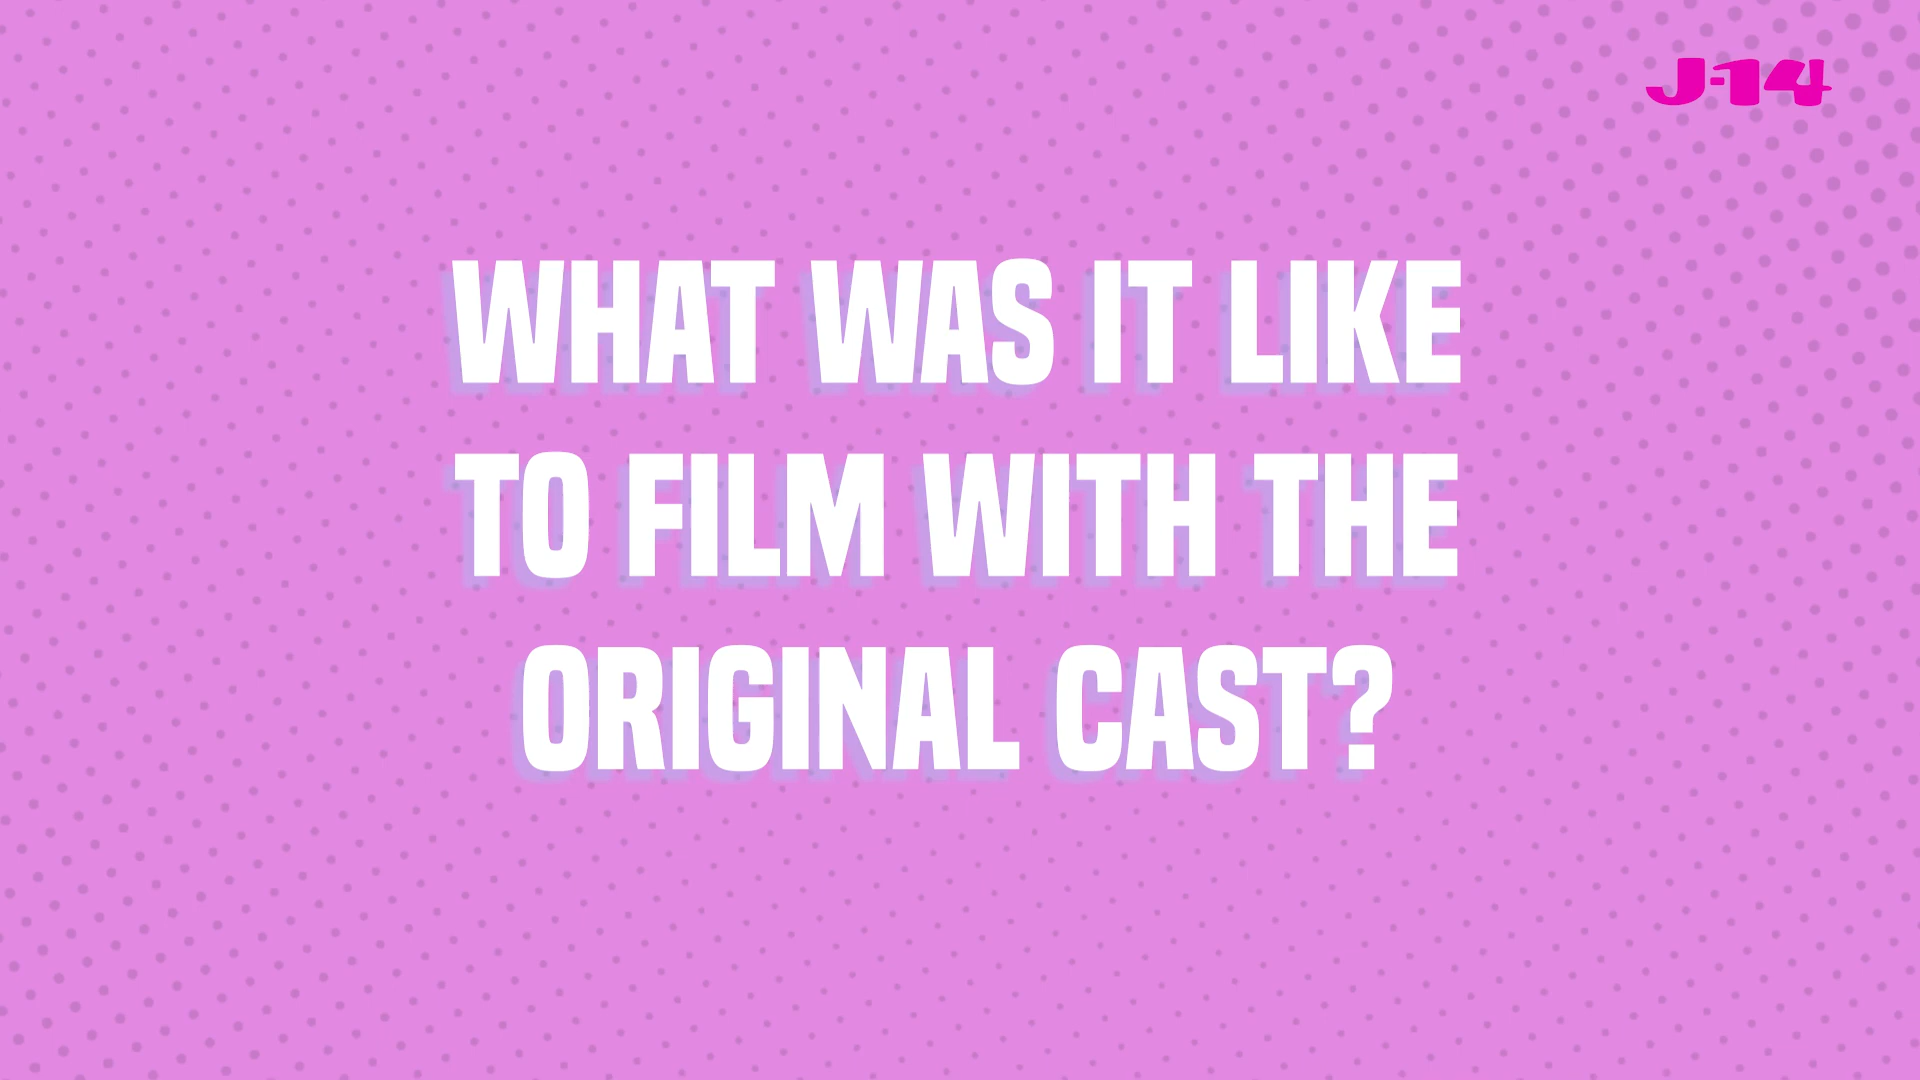 J-14
WHAT WAS IT LIKE
TO FILM WITH THE
ORIGINAL CAST?